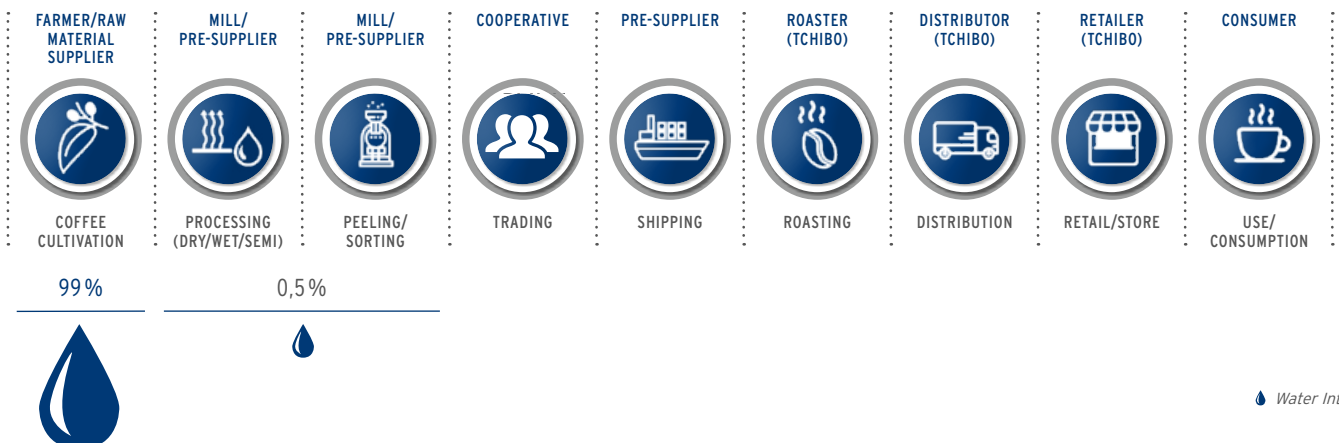 FARMER/RAW
MATERIAL
SUPPLIER
MILL/
PRE-SUPPLIER
MILL/
PRE-SUPPLIER
COOPERATIVE
PRE-SUPPLIER
ROASTER
(TCHIBO)
DISTRIBUTOR
(TCHIBO)
RETAILER
(TCHIBO)
CONSUMER
COFFEE
CULTIVATION
PROCESSING
(DRY/WET/SEMI)
PEELING/
SORTING
TRADING
SHIPPING
ROASTING
DISTRIBUTION
RETAIL/STORE
USE/
CONSUMPTION
99 %
0,5 %
Water